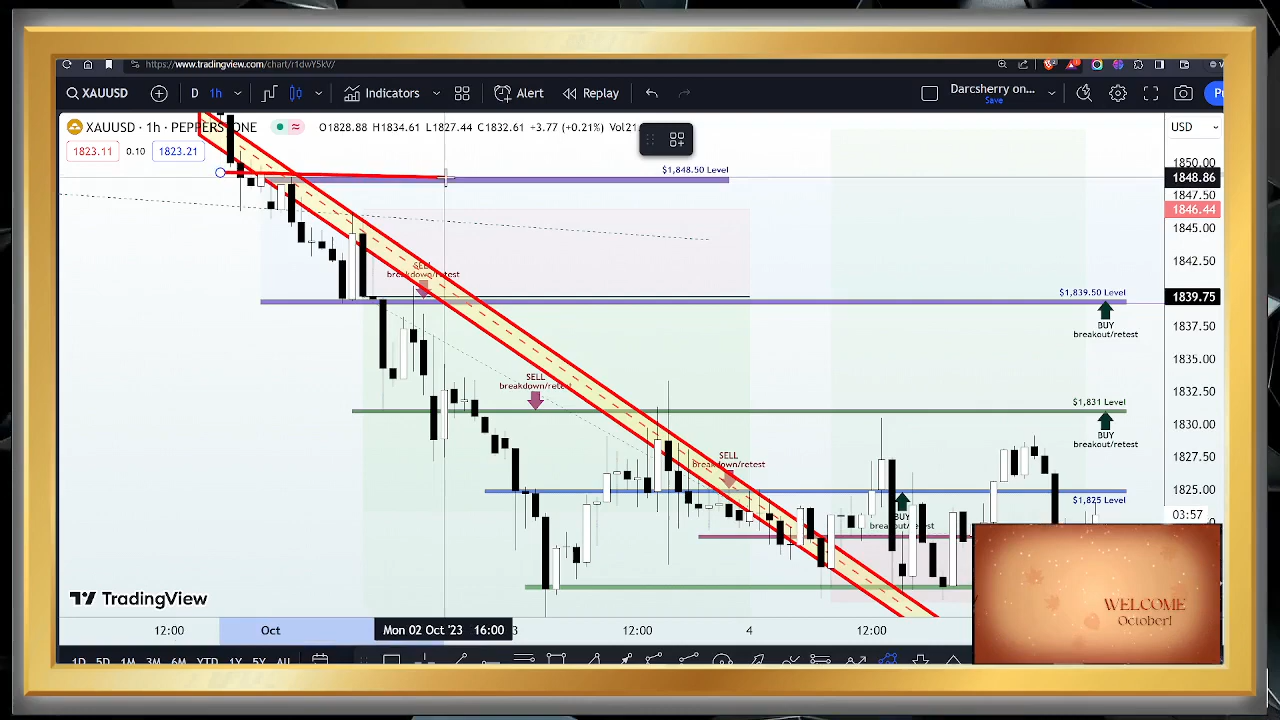 https://www.tradingview.com/chart/r1dwY5kV/
XAUUSD
D
1h
Indicators
Alert
Replay
Darcsherry on...
Save
XAUUSD · 1h · PEPPERSTONE
O1828.88 H1834.61 L1827.44 C1832.61 +3.77 (+0.21%)
USD
1823.11
0.10
1823.21
$1,848.50 Level
1850.00
1848.86
1847.50
1846.44
1845.00
1842.50
SELL
breakdown/retest
$1,839.50 Level
1839.75
BUY
breakout/retest
1837.50
1835.00
1832.50
SELL
breakdown/retest
$1,831 Level
1830.00
BUY
breakout/retest
1827.50
SELL
breakdown/retest
1825.00
$1,825 Level
03:57
BUY
breakout/retest
TradingView
WELCOME
October!
12:00
Oct
Mon 02 Oct '23 16:00
3
12:00
4
12:00
1D 5D 1M 3M 6M YTD 1Y 5Y All